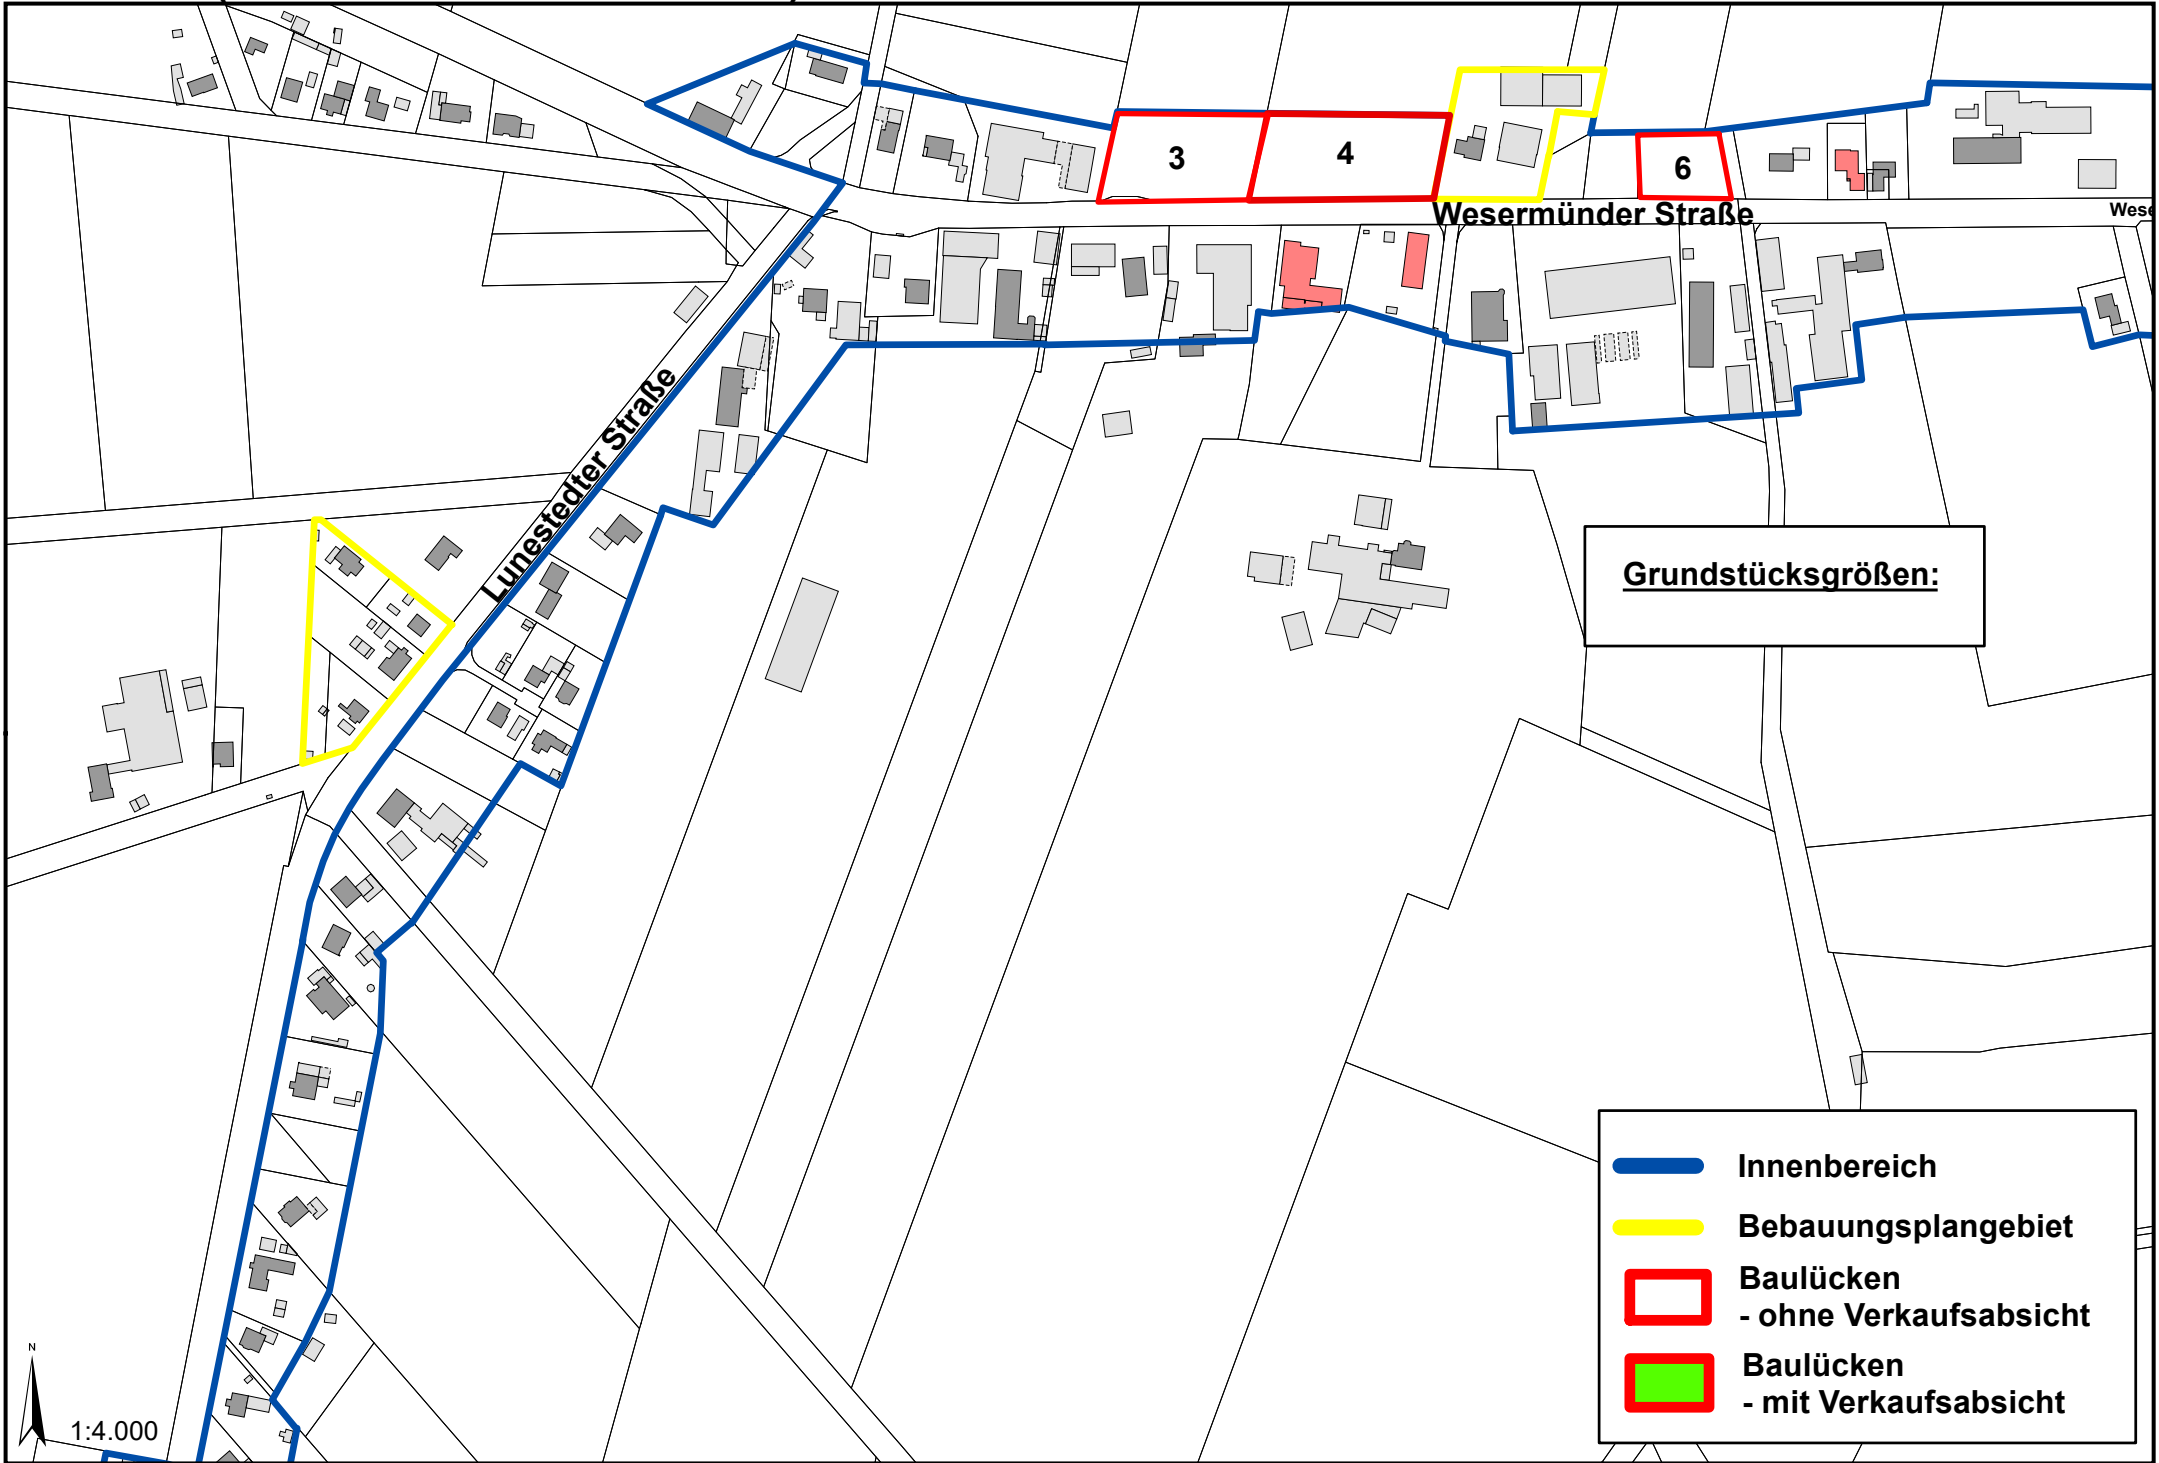 3
4
6
Wesermünder Straße
Wese
Lunestedter Straße
Grundstücksgrößen:
Innenbereich
Bebauungsplangebiet
Baulücken
- ohne Verkaufsabsicht
Baulücken
- mit Verkaufsabsicht
N
1:4.000